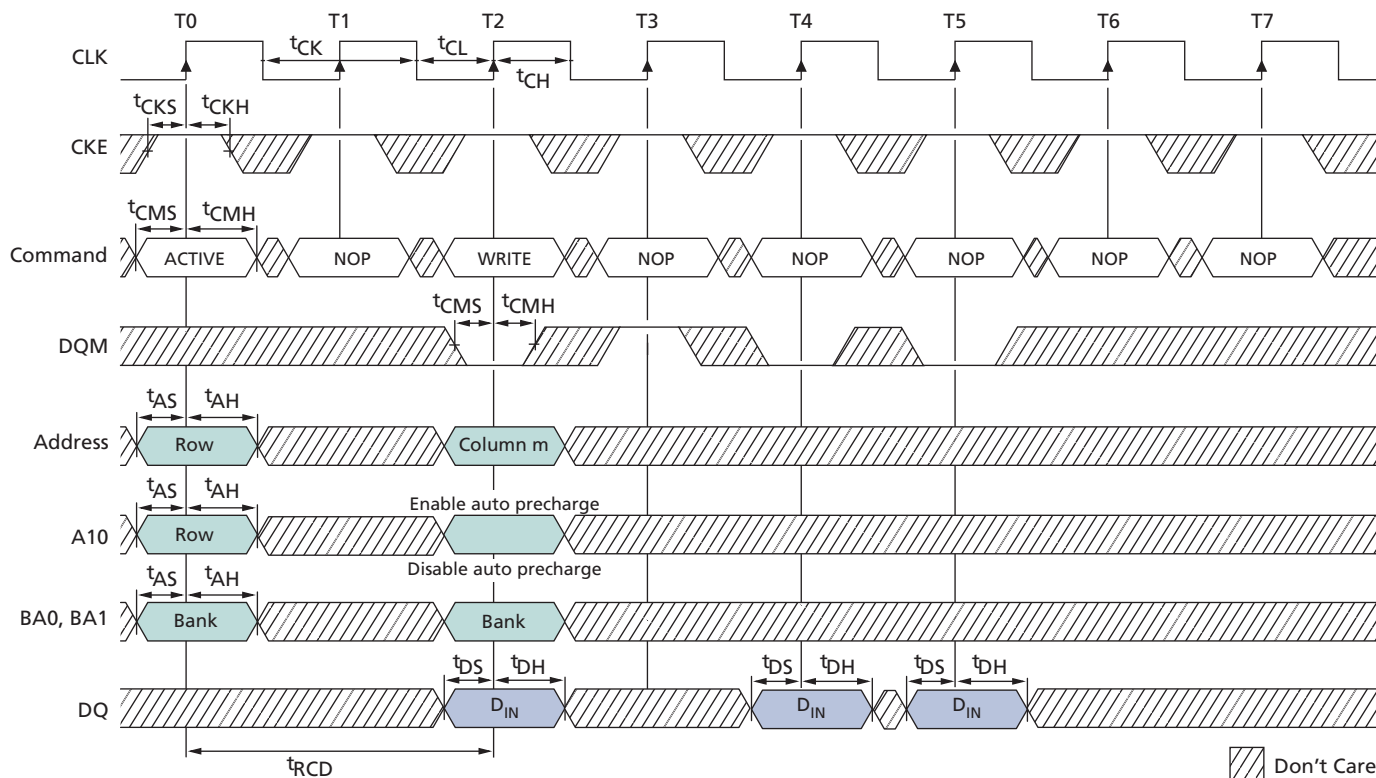 T0 T1 T2 T3 T4 T5 T6 T7
CLK tCK tCL
tCH
tCKS tCKH
CKE
tCMS tCMH
Command ACTIVE NOP WRITE NOP NOP NOP NOP NOP
tCMS tCMH
DQM
tAS tAH
Address Row Column m
tAS tAH Enable auto precharge
A10 Row
tAS tAH Disable auto precharge
BA0, BA1 Bank Bank
tDS tDH tDS tDH tDS tDH
DQ DIN DIN DIN
tRCD
Don't Care